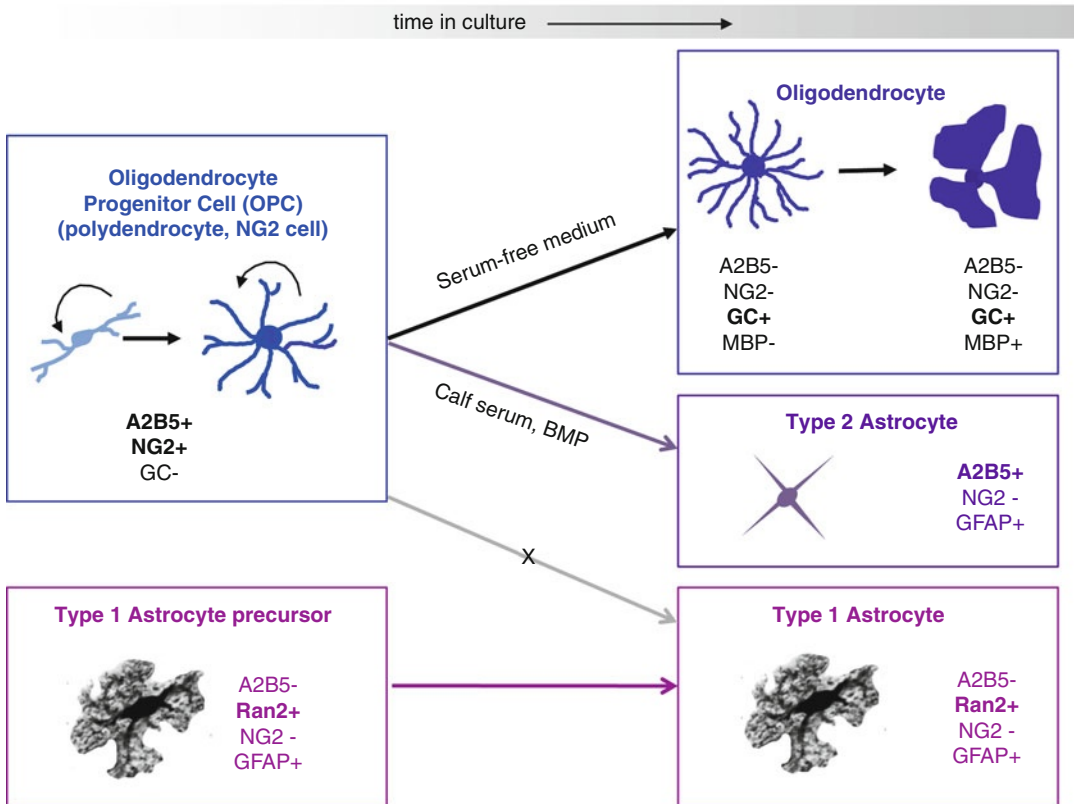 time in culture
Oligodendrocyte
Progenitor Cell (OPC)
(polydendrocyte, NG2 cell)
A2B5+
NG2+
GC-
Serum-free medium
Calf serum, BMP
X
Oligodendrocyte
A2B5-
NG2-
GC+
MBP-
A2B5-
NG2-
GC+
MBP+
Type 2 Astrocyte
A2B5+
NG2 -
GFAP+
Type 1 Astrocyte precursor
A2B5-
Ran2+
NG2 -
GFAP+
Type 1 Astrocyte
A2B5-
Ran2+
NG2 -
GFAP+